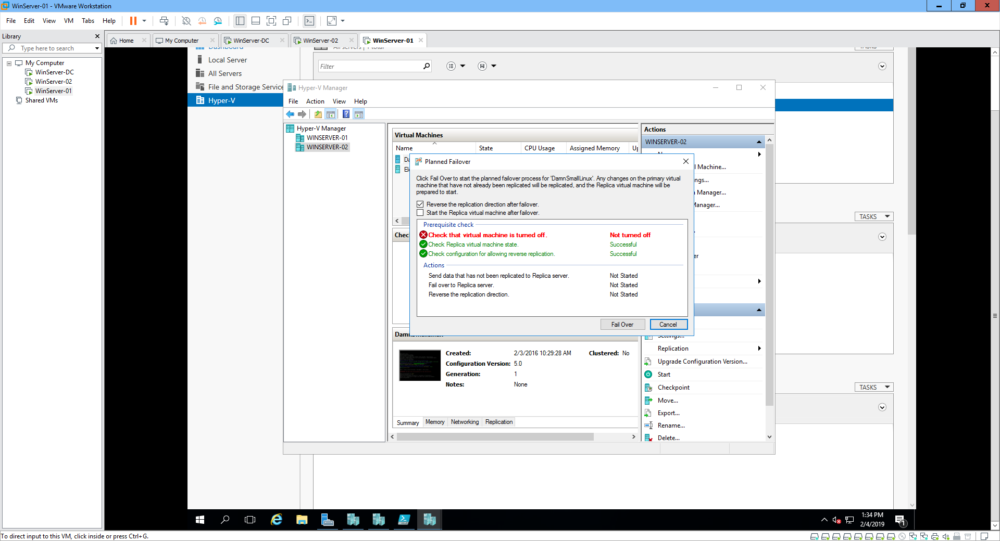 WinServer-01 - VMware Workstation
File Edit View VM Tabs Help
Library
Home My Computer WinServer-DC WinServer-02 WinServer-01
Type here to search
My Computer
WinServer-DC
WinServer-02
WinServer-01
Shared VMs
Dashboard
Local Server
All Servers
File and Storage Service
Hyper-V
All servers | 1 total
TASKS
Filter
Hyper-V Manager
File Action View Help
Hyper-V Manager
WINSERVER-01
WINSERVER-02
Virtual Machines
Name State CPU Usage Assigned Memory Up
Da
El
Chec
Planned Failover
Click Fail Over to start the planned failover process for 'DamnSmallLinux'. Any changes on the primary virtual
machine that have not already been replicated will be replicated, and the Replica virtual machine will be
prepared to start.
Reverse the replication direction after failover.
Start the Replica virtual machine after failover.
Prerequisite check
Check that virtual machine is turned off. Not turned off
Check Replica virtual machine state. Successful
Check configuration for allowing reverse replication. Successful
Actions
Send data that has not been replicated to Replica server. Not Started
Fail over to Replica server. Not Started
Reverse the replication direction. Not Started
Fail Over Cancel
Created: 2/3/2016 10:29:28 AM Clustered: No
Configuration Version: 5.0
Generation: 1
Notes: None
Summary Memory Networking Replication
Actions
WINSERVER-02
l Machine...
ngs...
Manager...
Manager...
er
Settings...
Replication
Upgrade Configuration Version...
Start
Checkpoint
Move...
Export...
Rename...
Delete...
TASKS
TASKS
1:34 PM
2/4/2019
1
To direct input to this VM, click inside or press Ctrl+G.